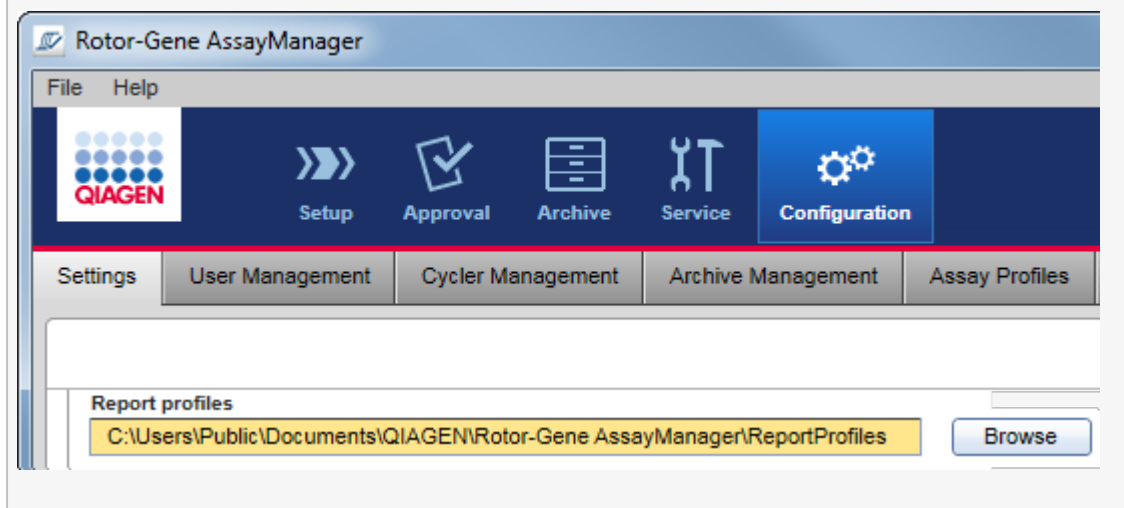 Rotor-Gene AssayManager
File Help
QIAGEN
Setup Approval Archive Service Configuration
Settings User Management Cycler Management Archive Management Assay Profiles
Report profiles
C:\Users\Public\Documents\QIAGEN\Rotor-Gene AssayManager\ReportProfiles Browse